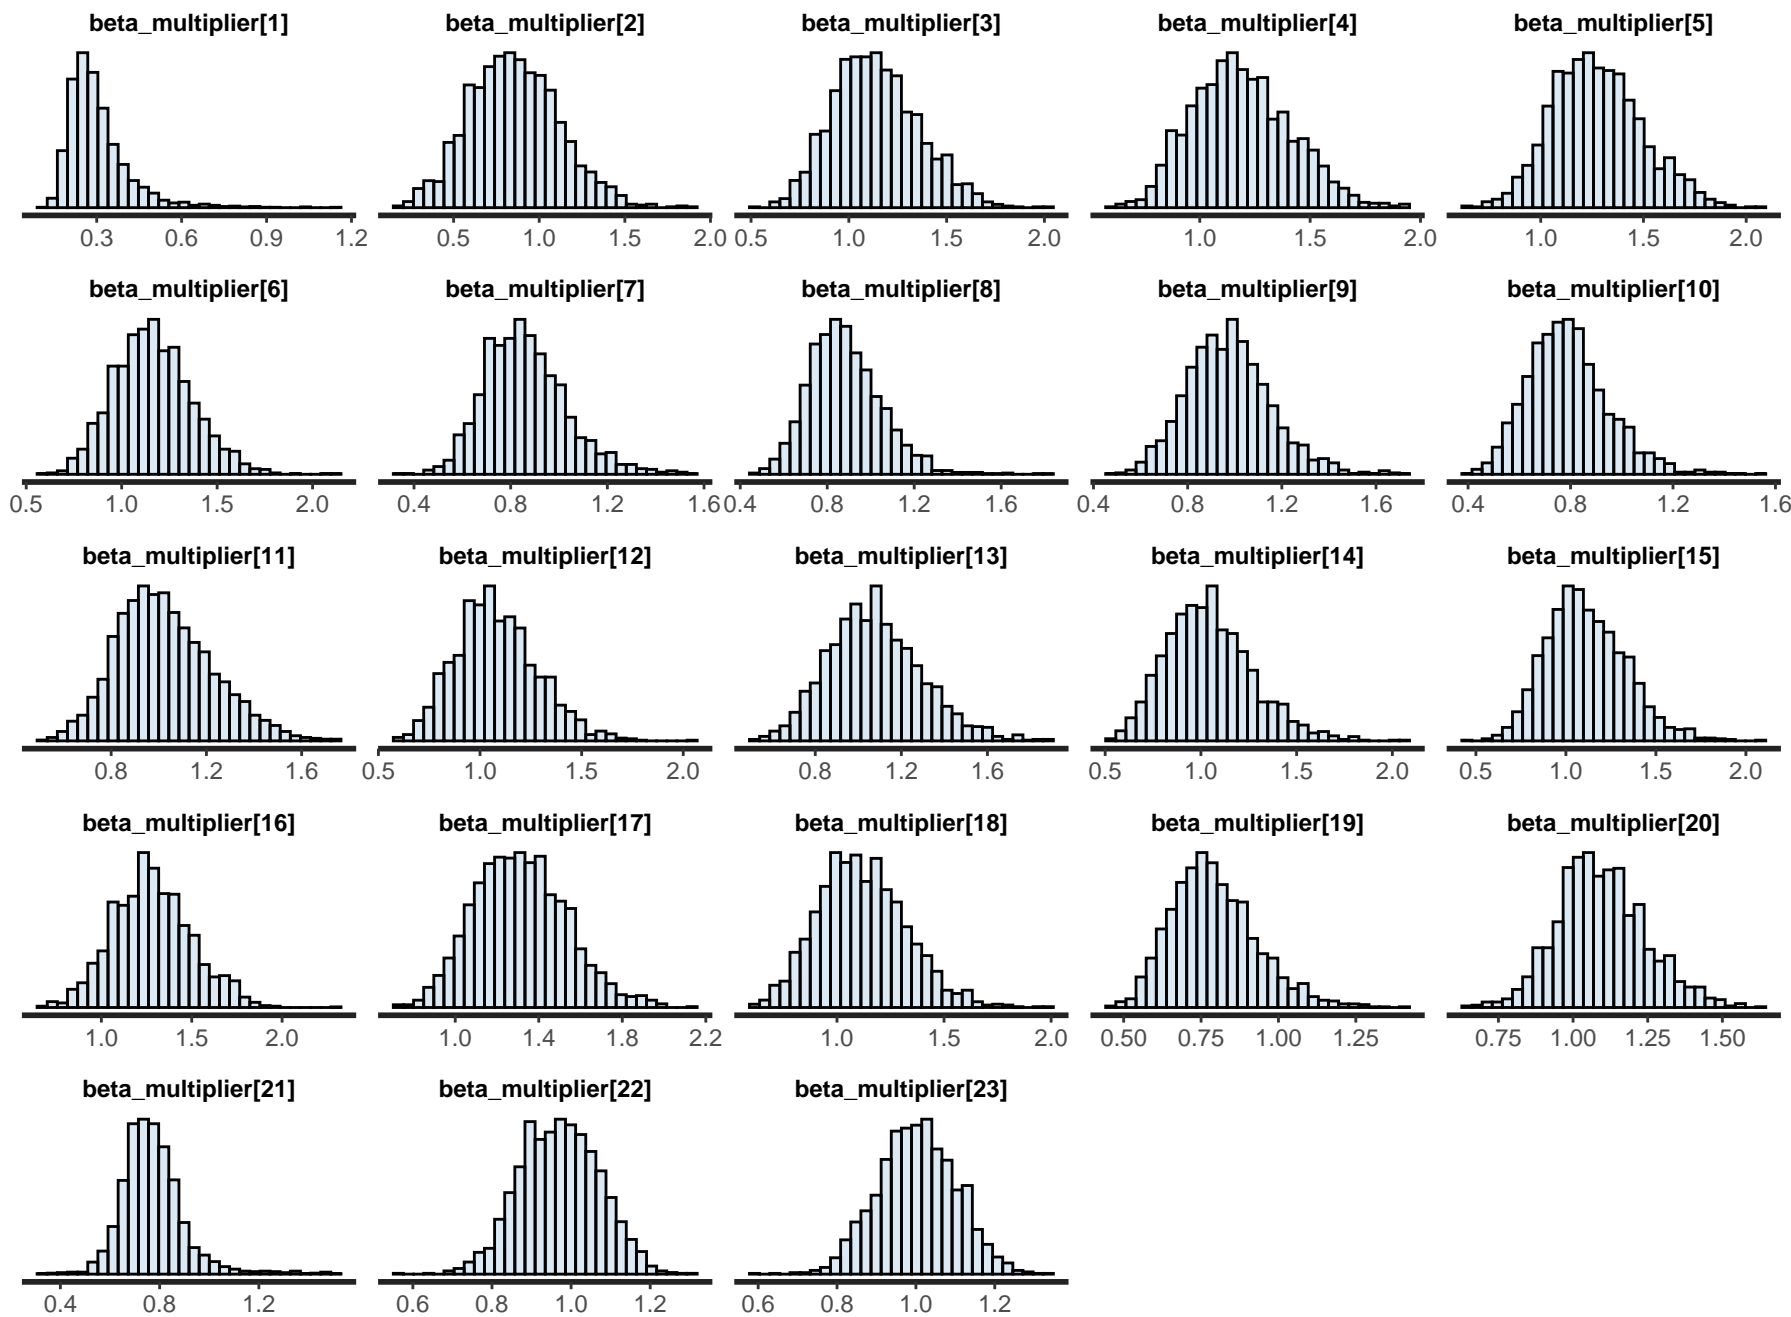 beta_multiplier[1] beta_multiplier[2] beta_multiplier[3] beta_multiplier[4] beta_multiplier[5]
0.3 0.6 0.9 1.2 0.5 1.0 1.5 2.0 0.5 1.0 1.5 2.0 1.0 1.5 2.0 1.0 1.5 2.0
beta_multiplier[6] beta_multiplier[7] beta_multiplier[8] beta_multiplier[9] beta_multiplier[10]
0.5 1.0 1.5 2.0 0.4 0.8 1.2 1.6 0.4 0.8 1.2 1.6 0.4 0.8 1.2 1.6 0.4 0.8 1.2 1.6
beta_multiplier[11] beta_multiplier[12] beta_multiplier[13] beta_multiplier[14] beta_multiplier[15]
0.8 1.2 1.6 0.5 1.0 1.5 2.0 0.8 1.2 1.6 0.5 1.0 1.5 2.0 0.5 1.0 1.5 2.0
beta_multiplier[16] beta_multiplier[17] beta_multiplier[18] beta_multiplier[19] beta_multiplier[20]
1.0 1.5 2.0 1.0 1.4 1.8 2.2 1.0 1.5 2.0 0.50 0.75 1.00 1.25 0.75 1.00 1.25 1.50
beta_multiplier[21] beta_multiplier[22] beta_multiplier[23]
0.4 0.8 1.2 0.6 0.8 1.0 1.2 0.6 0.8 1.0 1.2